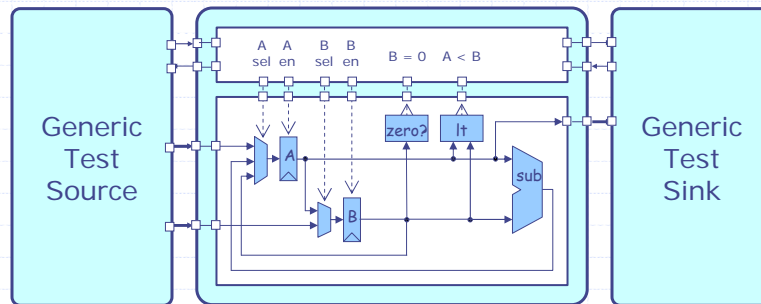 Generic
Test
Source
A
sel
A
en
B
sel
B
en
B = 0
A < B
zero?
lt
A
B
sub
Generic
Test
Sink